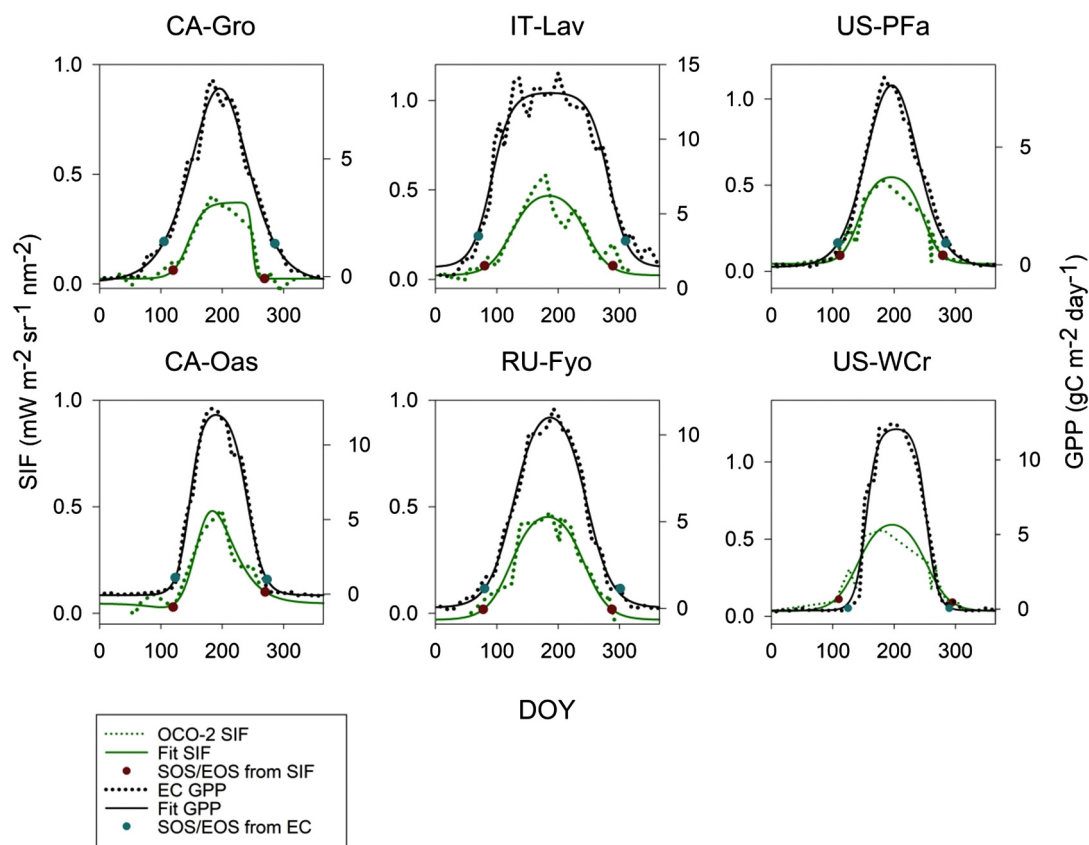 CA-Gro
IT-Lav
US-PFa
1.0
0.5
0.0
5
0
0 100 200 300
1.0
0.5
0.0
15
10
5
0
0 100 200 300
1.0
0.5
0.0
5
0
0 100 200 300
CA-Oas
RU-Fyo
US-WCr
1.0
0.5
0.0
10
5
0
0 100 200 300
1.0
0.5
0.0
10
5
0
0 100 200 300
1.0
0.5
0.0
10
5
0
0 100 200 300
SIF (mW m-2 sr-1 nm-2)
GPP (gC m-2 day-1)
DOY
OCO-2 SIF
Fit SIF
SOS/EOS from SIF
EC GPP
Fit GPP
SOS/EOS from EC